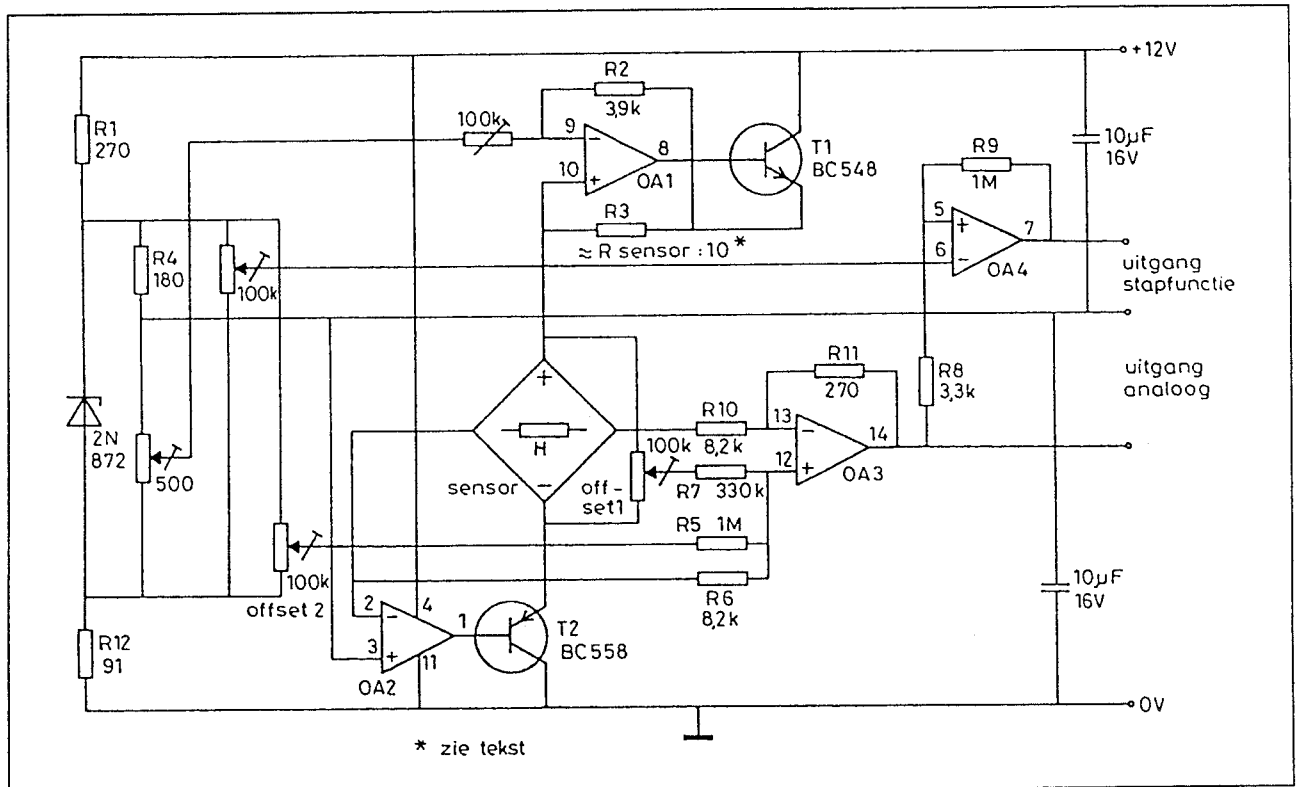 +12V
R1
270
100k
R2
3,9k
9
-
10
+
8
OA1
T1
BC548
10µF
16V
R9
1M
R3
≈ R sensor : 10 *
5
+
6
-
7
OA4
uitgang
stapfunctie
R4
180
100k
2N
872
500
+
H
-
sensor
off-
set1
100k
R10
8,2k
R7
330k
R5 1M
R6
8,2k
13
-
12
+
14
OA3
R11
270
R8
3,3k
uitgang
analoog
100k
offset 2
2
-
3
+
4
11
1
OA2
T2
BC558
10µF
16V
R12
91
0V
* zie tekst